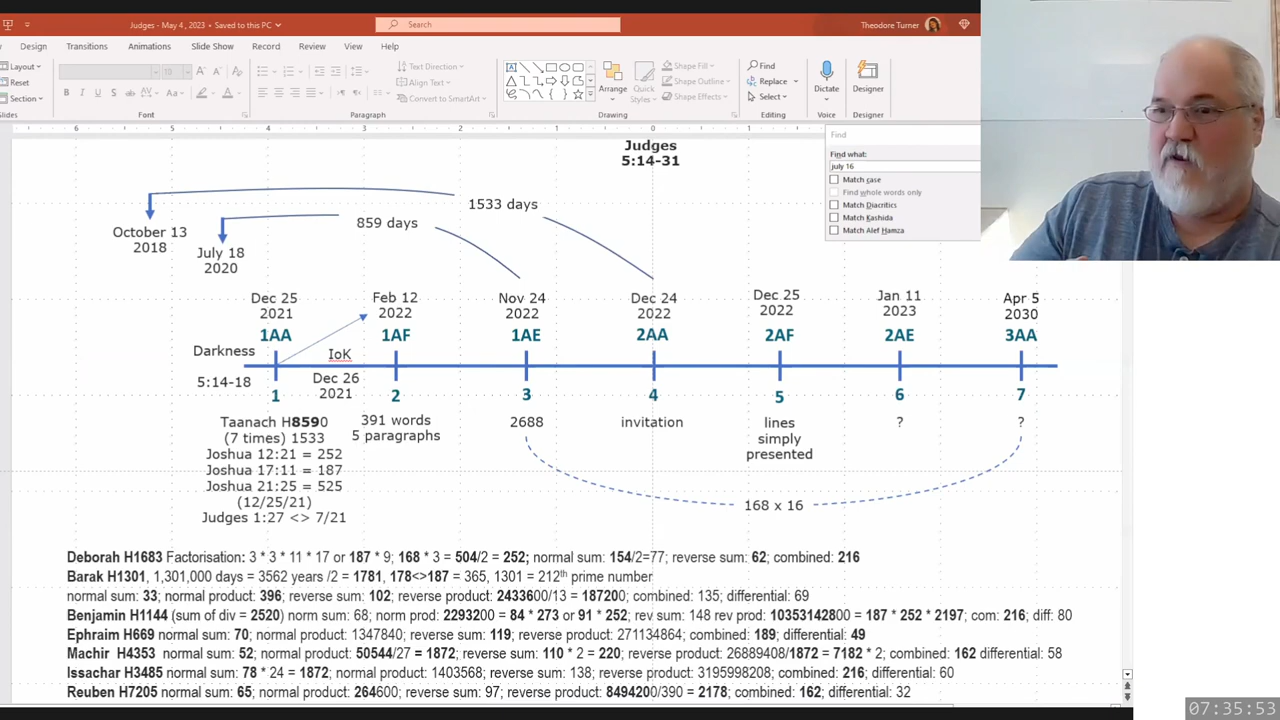 Judges - May 4, 2023 • Saved to this PC
Search
Theodore Turner
Design Transitions Animations Slide Show Record Review View Help
Layout
Reset
Section
18
Text Direction
Align Text
Convert to SmartArt
Arrange
Quick Styles
Shape Fill
Shape Outline
Shape Effects
Find
Replace
Select
Dictate
Designer
Slides
Font
Paragraph
Drawing
Editing
Voice
Designer
6 5 4 3 2 1 0 1
Find
Find what:
july 16
Match case
Find whole words only
Match Diacritics
Match Kashida
Match Alef Hamza
Judges
5:14-31
1533 days
859 days
October 13
2018
July 18
2020
Dec 25
2021
Feb 12
2022
Nov 24
2022
Dec 24
2022
Dec 25
2022
Jan 11
2023
Apr 5
2030
1AA 1AF 1AE 2AA 2AF 2AE 3AA
Darkness
IoK
5:14-18
Dec 26
2021
1 2 3 4 5 6 7
Taanach H8590
(7 times) 1533
Joshua 12:21 = 252
Joshua 17:11 = 187
Joshua 21:25 = 525
(12/25/21)
Judges 1:27 <> 7/21
391 words
5 paragraphs
2688
invitation
lines
simply
presented
?
?
168 x 16
Deborah H1683 Factorisation: 3 * 3 * 11 * 17 or 187 * 9; 168 * 3 = 504/2 = 252; normal sum: 154/2=77; reverse sum: 62; combined: 216
Barak H1301, 1,301,000 days = 3562 years /2 = 1781, 178<>187 = 365, 1301 = 212th prime number
normal sum: 33; normal product: 396; reverse sum: 102; reverse product: 2433600/13 = 187200; combined: 135; differential: 69
Benjamin H1144 (sum of div = 2520) norm sum: 68; norm prod: 2293200 = 84 * 273 or 91 * 252; rev sum: 148 rev prod: 10353142800 = 187 * 252 * 2197; com: 216; diff: 80
Ephraim H669 normal sum: 70; normal product: 1347840; reverse sum: 119; reverse product: 271134864; combined: 189; differential: 49
Machir H4353 normal sum: 52; normal product: 50544/27 = 1872; reverse sum: 110 * 2 = 220; reverse product: 26889408/1872 = 7182 * 2; combined: 162 differential: 58
Issachar H3485 normal sum: 78 * 24 = 1872; normal product: 1403568; reverse sum: 138; reverse product: 3195998208; combined: 216; differential: 60
Reuben H7205 normal sum: 65; normal product: 264600; reverse sum: 97; reverse product: 8494200/390 = 2178; combined: 162; differential: 32
07:35:53